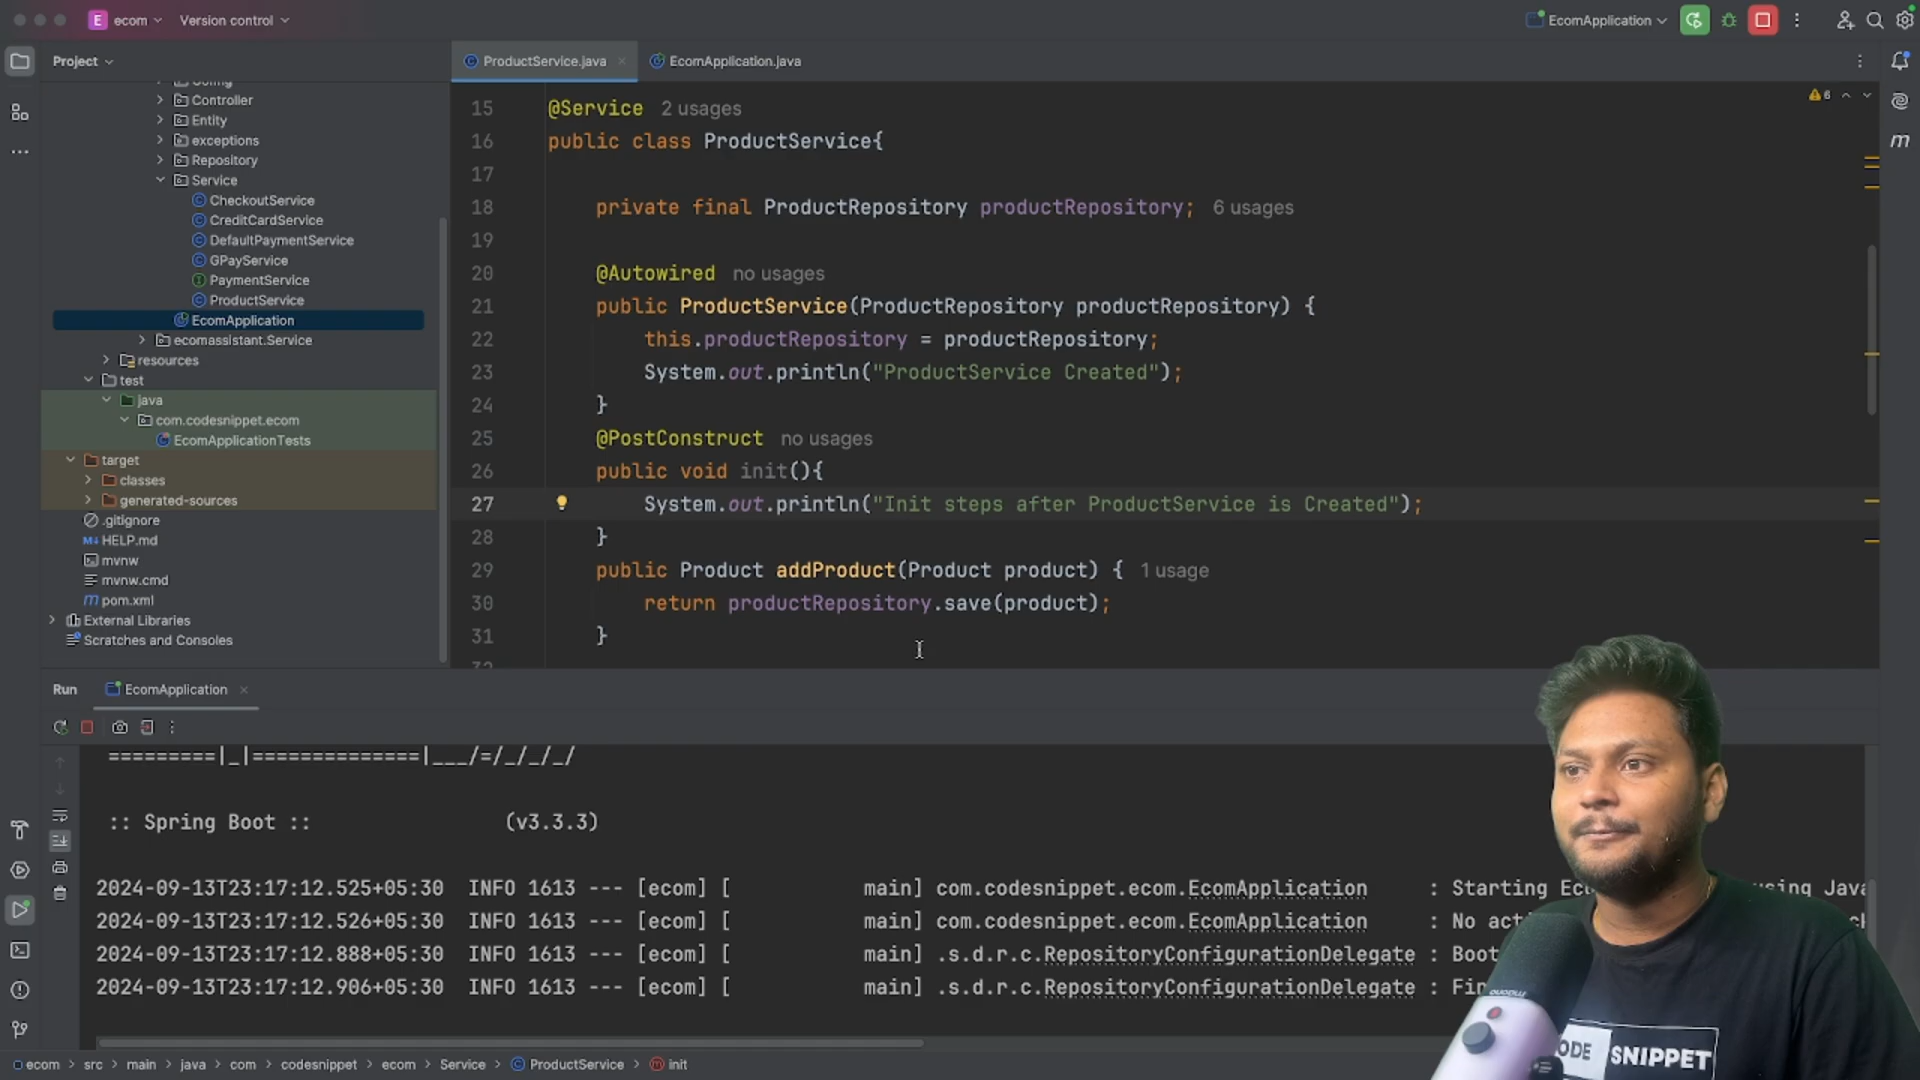 E ecom
Version control
EcomApplication
Project
ProductService.java
EcomApplication.java
Controller
Entity
exceptions
Repository
Service
CheckoutService
CreditCardService
DefaultPaymentService
GPayService
PaymentService
ProductService
EcomApplication
ecomassistant.Service
resources
test
java
com.codesnippet.ecom
EcomApplicationTests
target
classes
generated-sources
.gitignore
M↓ HELP.md
mvnw
mvnw.cmd
m pom.xml
External Libraries
Scratches and Consoles
6
15 @Service 2 usages
16 public class ProductService{
17
18 private final ProductRepository productRepository; 6 usages
19
20 @Autowired no usages
21 public ProductService(ProductRepository productRepository) {
22 this.productRepository = productRepository;
23 System.out.println("ProductService Created");
24 }
25 @PostConstruct no usages
26 public void init(){
27 System.out.println("Init steps after ProductService is Created");
28 }
29 public Product addProduct(Product product) { 1 usage
30 return productRepository.save(product);
31 }
Run EcomApplication
=========|_|==============|___/=/_/_/_/
:: Spring Boot :: (v3.3.3)
2024-09-13T23:17:12.525+05:30 INFO 1613 --- [ecom] [ main] com.codesnippet.ecom.EcomApplication : Starting using Java
2024-09-13T23:17:12.526+05:30 INFO 1613 --- [ecom] [ main] com.codesnippet.ecom.EcomApplication : No
2024-09-13T23:17:12.888+05:30 INFO 1613 --- [ecom] [ main] .s.d.r.c.RepositoryConfigurationDelegate : Boot
2024-09-13T23:17:12.906+05:30 INFO 1613 --- [ecom] [ main] .s.d.r.c.RepositoryConfigurationDelegate :
maono
ODE SNIPPET
ecom > src > main > java > com > codesnippet > ecom > Service > ProductService > init